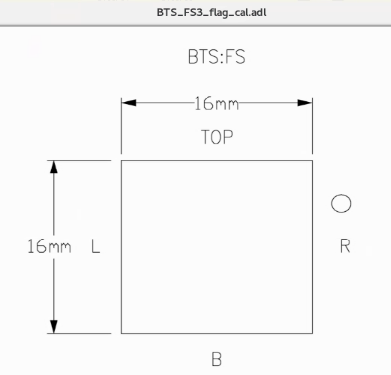 BTS_FS3_flag_cal.adl
BTS:FS
16mm
TOP
16mm L R
B